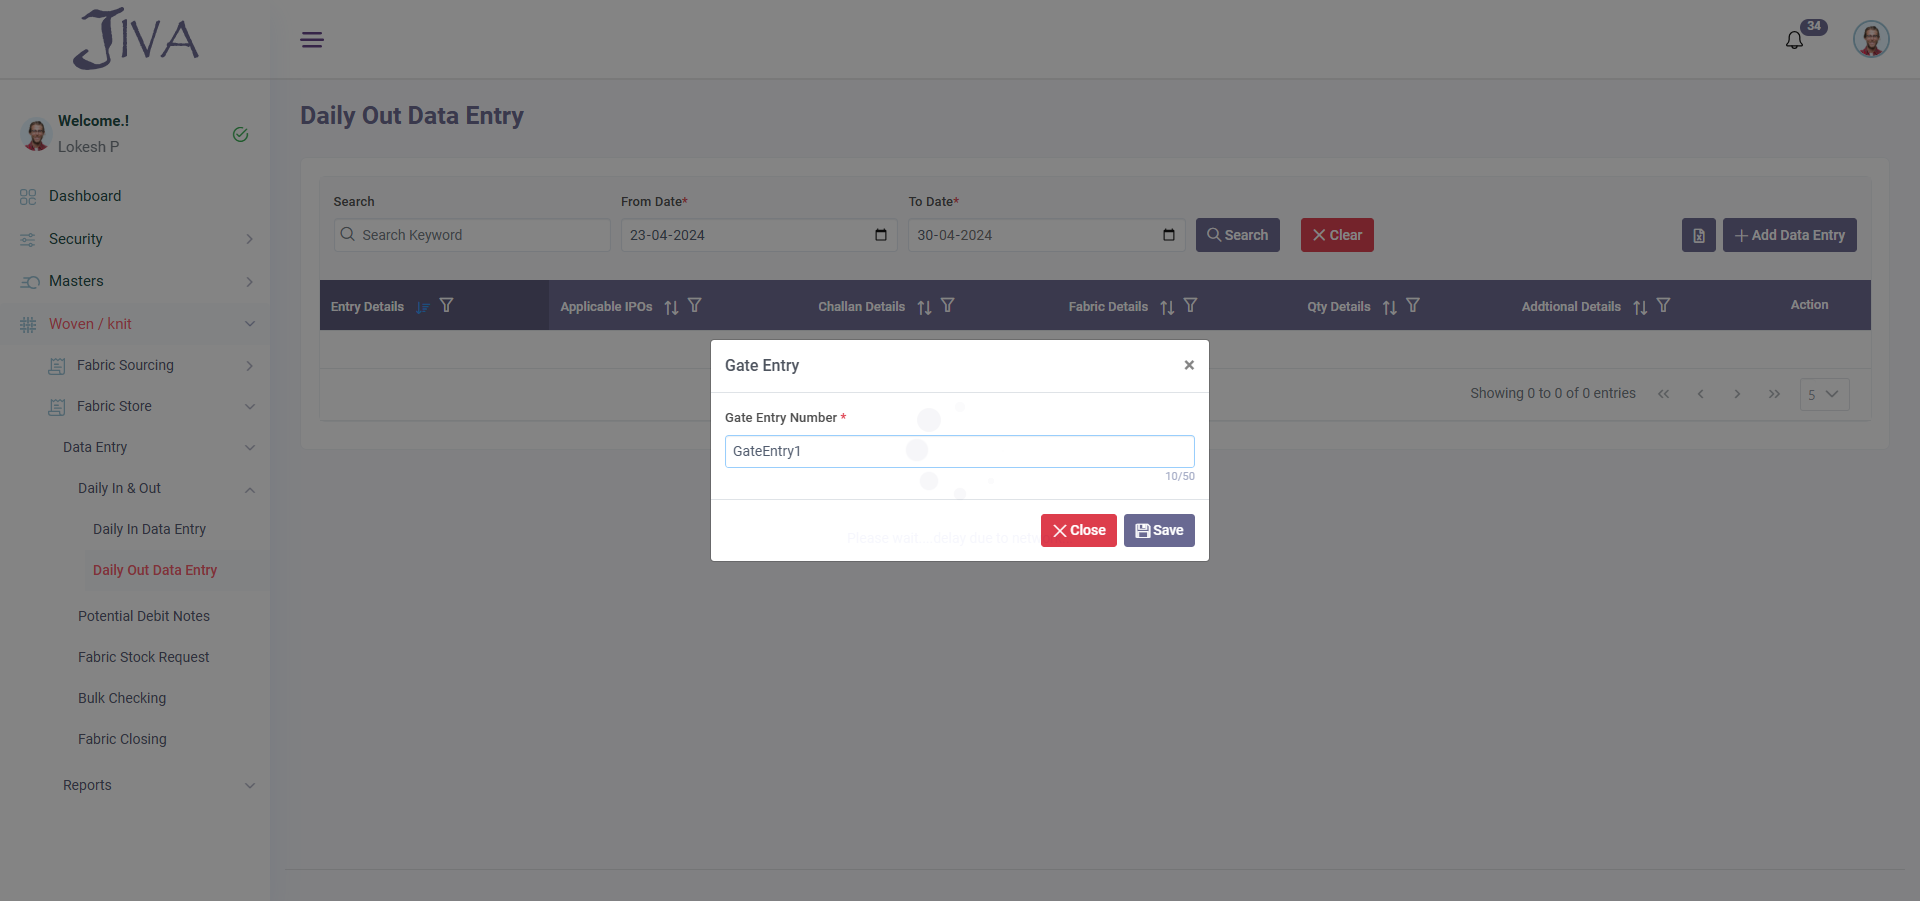 JIVA
34
Welcome.!
Lokesh P
Dashboard
Security
Masters
Woven / knit
Fabric Sourcing
Fabric Store
Data Entry
Daily In & Out
Daily In Data Entry
Daily Out Data Entry
Potential Debit Notes
Fabric Stock Request
Bulk Checking
Fabric Closing
Reports
Daily Out Data Entry
Search
From Date*
To Date*
Search Keyword
23-04-2024
30-04-2024
Search
Clear
Add Data Entry
Entry Details
Applicable IPOs
Challan Details
Fabric Details
Qty Details
Addtional Details
Action
Showing 0 to 0 of 0 entries
5
Gate Entry
×
Gate Entry Number *
GateEntry1
10/50
Please wait... delay due to
Close
Save